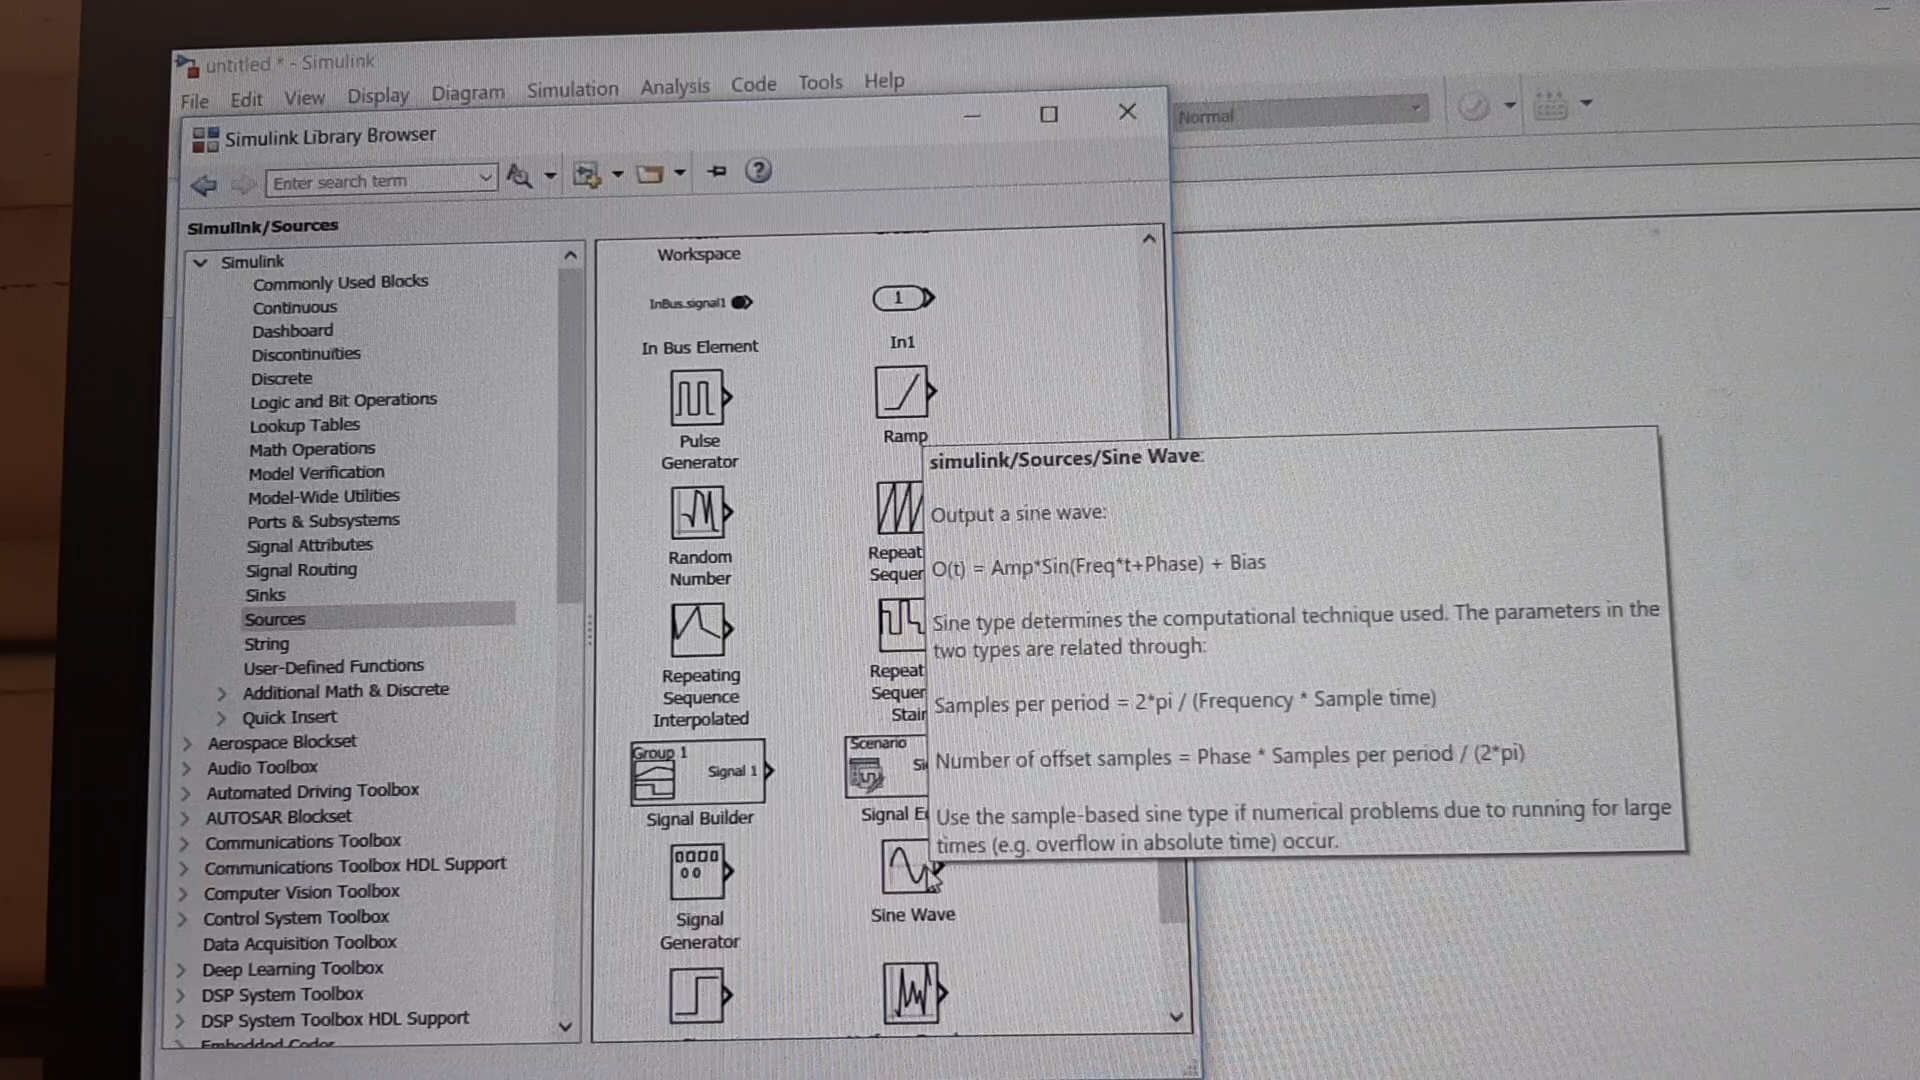 untitled * - Simulink
File Edit View Display Diagram Simulation Analysis Code Tools Help
Normal
Simulink Library Browser
Enter search term
Simulink/Sources
Simulink
Commonly Used Blocks
Continuous
Dashboard
Discontinuities
Discrete
Logic and Bit Operations
Lookup Tables
Math Operations
Model Verification
Model-Wide Utilities
Ports & Subsystems
Signal Attributes
Signal Routing
Sinks
Sources
String
User-Defined Functions
Additional Math & Discrete
Quick Insert
Aerospace Blockset
Audio Toolbox
Automated Driving Toolbox
AUTOSAR Blockset
Communications Toolbox
Communications Toolbox HDL Support
Computer Vision Toolbox
Control System Toolbox
Data Acquisition Toolbox
Deep Learning Toolbox
DSP System Toolbox
DSP System Toolbox HDL Support
Embedded Coder
Workspace
InBus.signal1
In Bus Element
1
In1
Pulse
Generator
Ramp
Random
Number
Repeat
Sequen
Repeating
Sequence
Interpolated
Repeat
Sequen
Stair
Group 1
Signal 1
Signal Builder
Scenario
Si
Signal E
Signal
Generator
Sine Wave
simulink/Sources/Sine Wave:
Output a sine wave:
O(t) = Amp*Sin(Freq*t+Phase) + Bias
Sine type determines the computational technique used. The parameters in the
two types are related through:
Samples per period = 2*pi / (Frequency * Sample time)
Number of offset samples = Phase * Samples per period / (2*pi)
Use the sample-based sine type if numerical problems due to running for large
times (e.g. overflow in absolute time) occur.